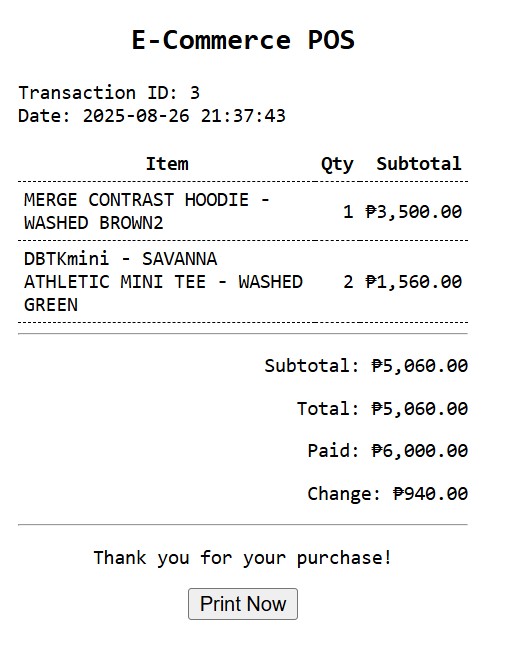 E-Commerce POS
Transaction ID: 3
Date: 2025-08-26 21:37:43
Item Qty Subtotal
MERGE CONTRAST HOODIE -
WASHED BROWN2 1 ₱3,500.00
DBTKmini - SAVANNA
ATHLETIC MINI TEE - WASHED 2 ₱1,560.00
GREEN
Subtotal: ₱5,060.00
Total: ₱5,060.00
Paid: ₱6,000.00
Change: ₱940.00
Thank you for your purchase!
Print Now